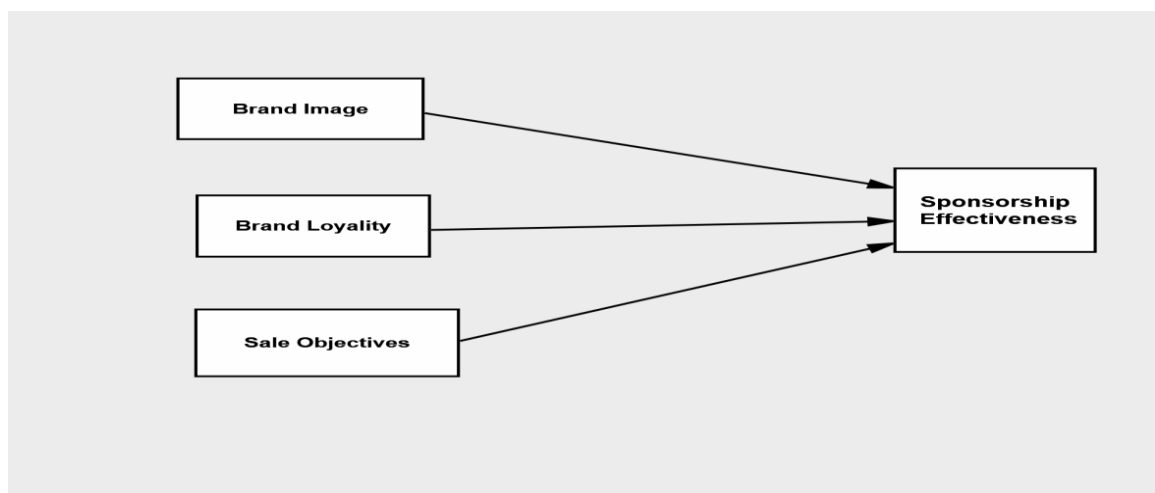 Brand Image
Brand Loyality
Sale Objectives
Sponsorship
Effectiveness